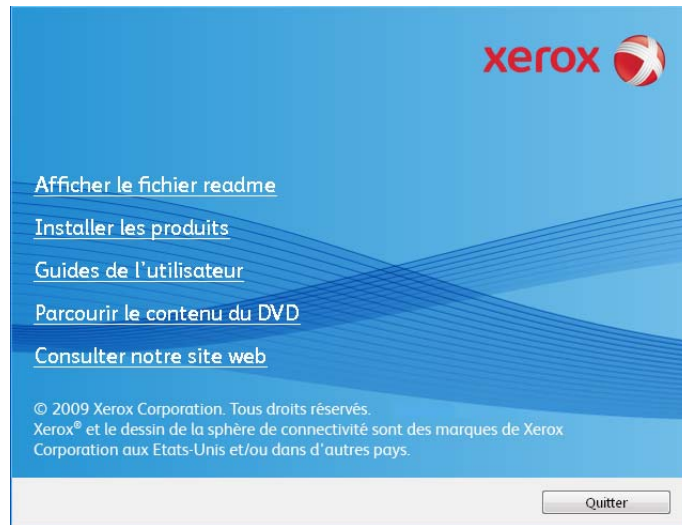 xerox
Afficher le fichier readme
Installer les produits
Guides de l'utilisateur
Parcourir le contenu du DVD
Consulter notre site web
© 2009 Xerox Corporation. Tous droits réservés.
Xerox® et le dessin de la sphère de connectivité sont des marques de Xerox
Corporation aux Etats-Unis et/ou dans d'autres pays.
Quitter